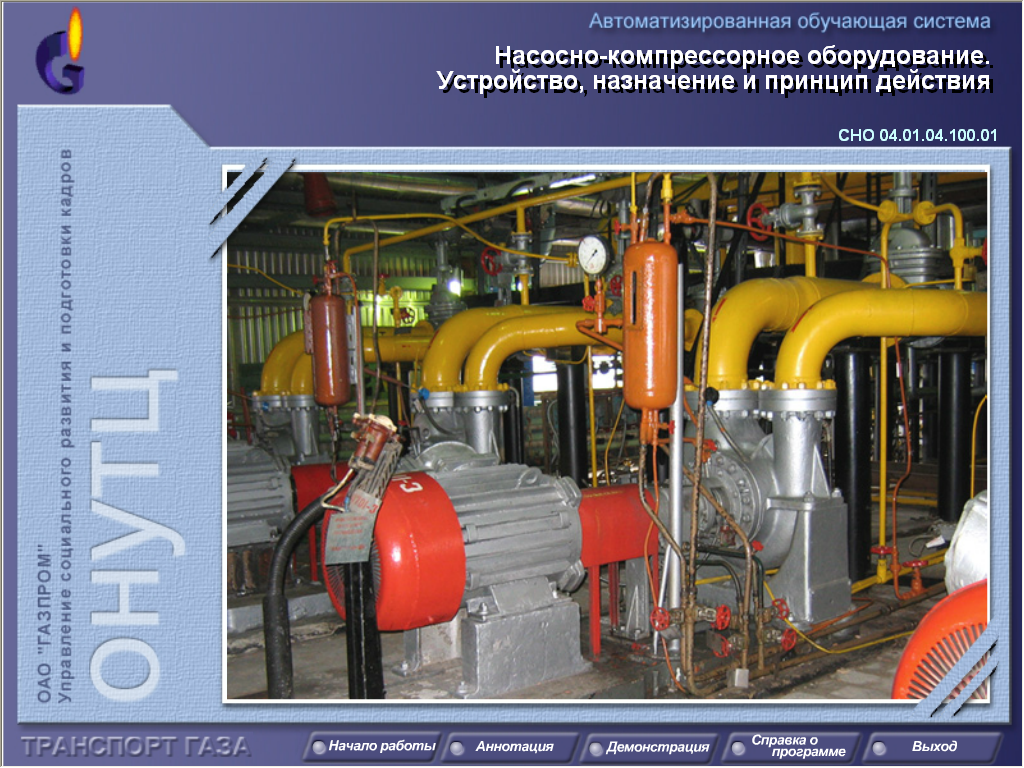 Автоматизированная обучающая система
Насосно-компрессорное оборудование.
Устройство, назначение и принцип действия
СНО 04.01.04.100.01
ОАО "ГАЗПРОМ"
Управление социального развития и подготовки кадров
ОНУТЦ
ТРАНСПОРТ ГАЗА
Начало работы
Аннотация
Демонстрация
Справка о
программе
Выход